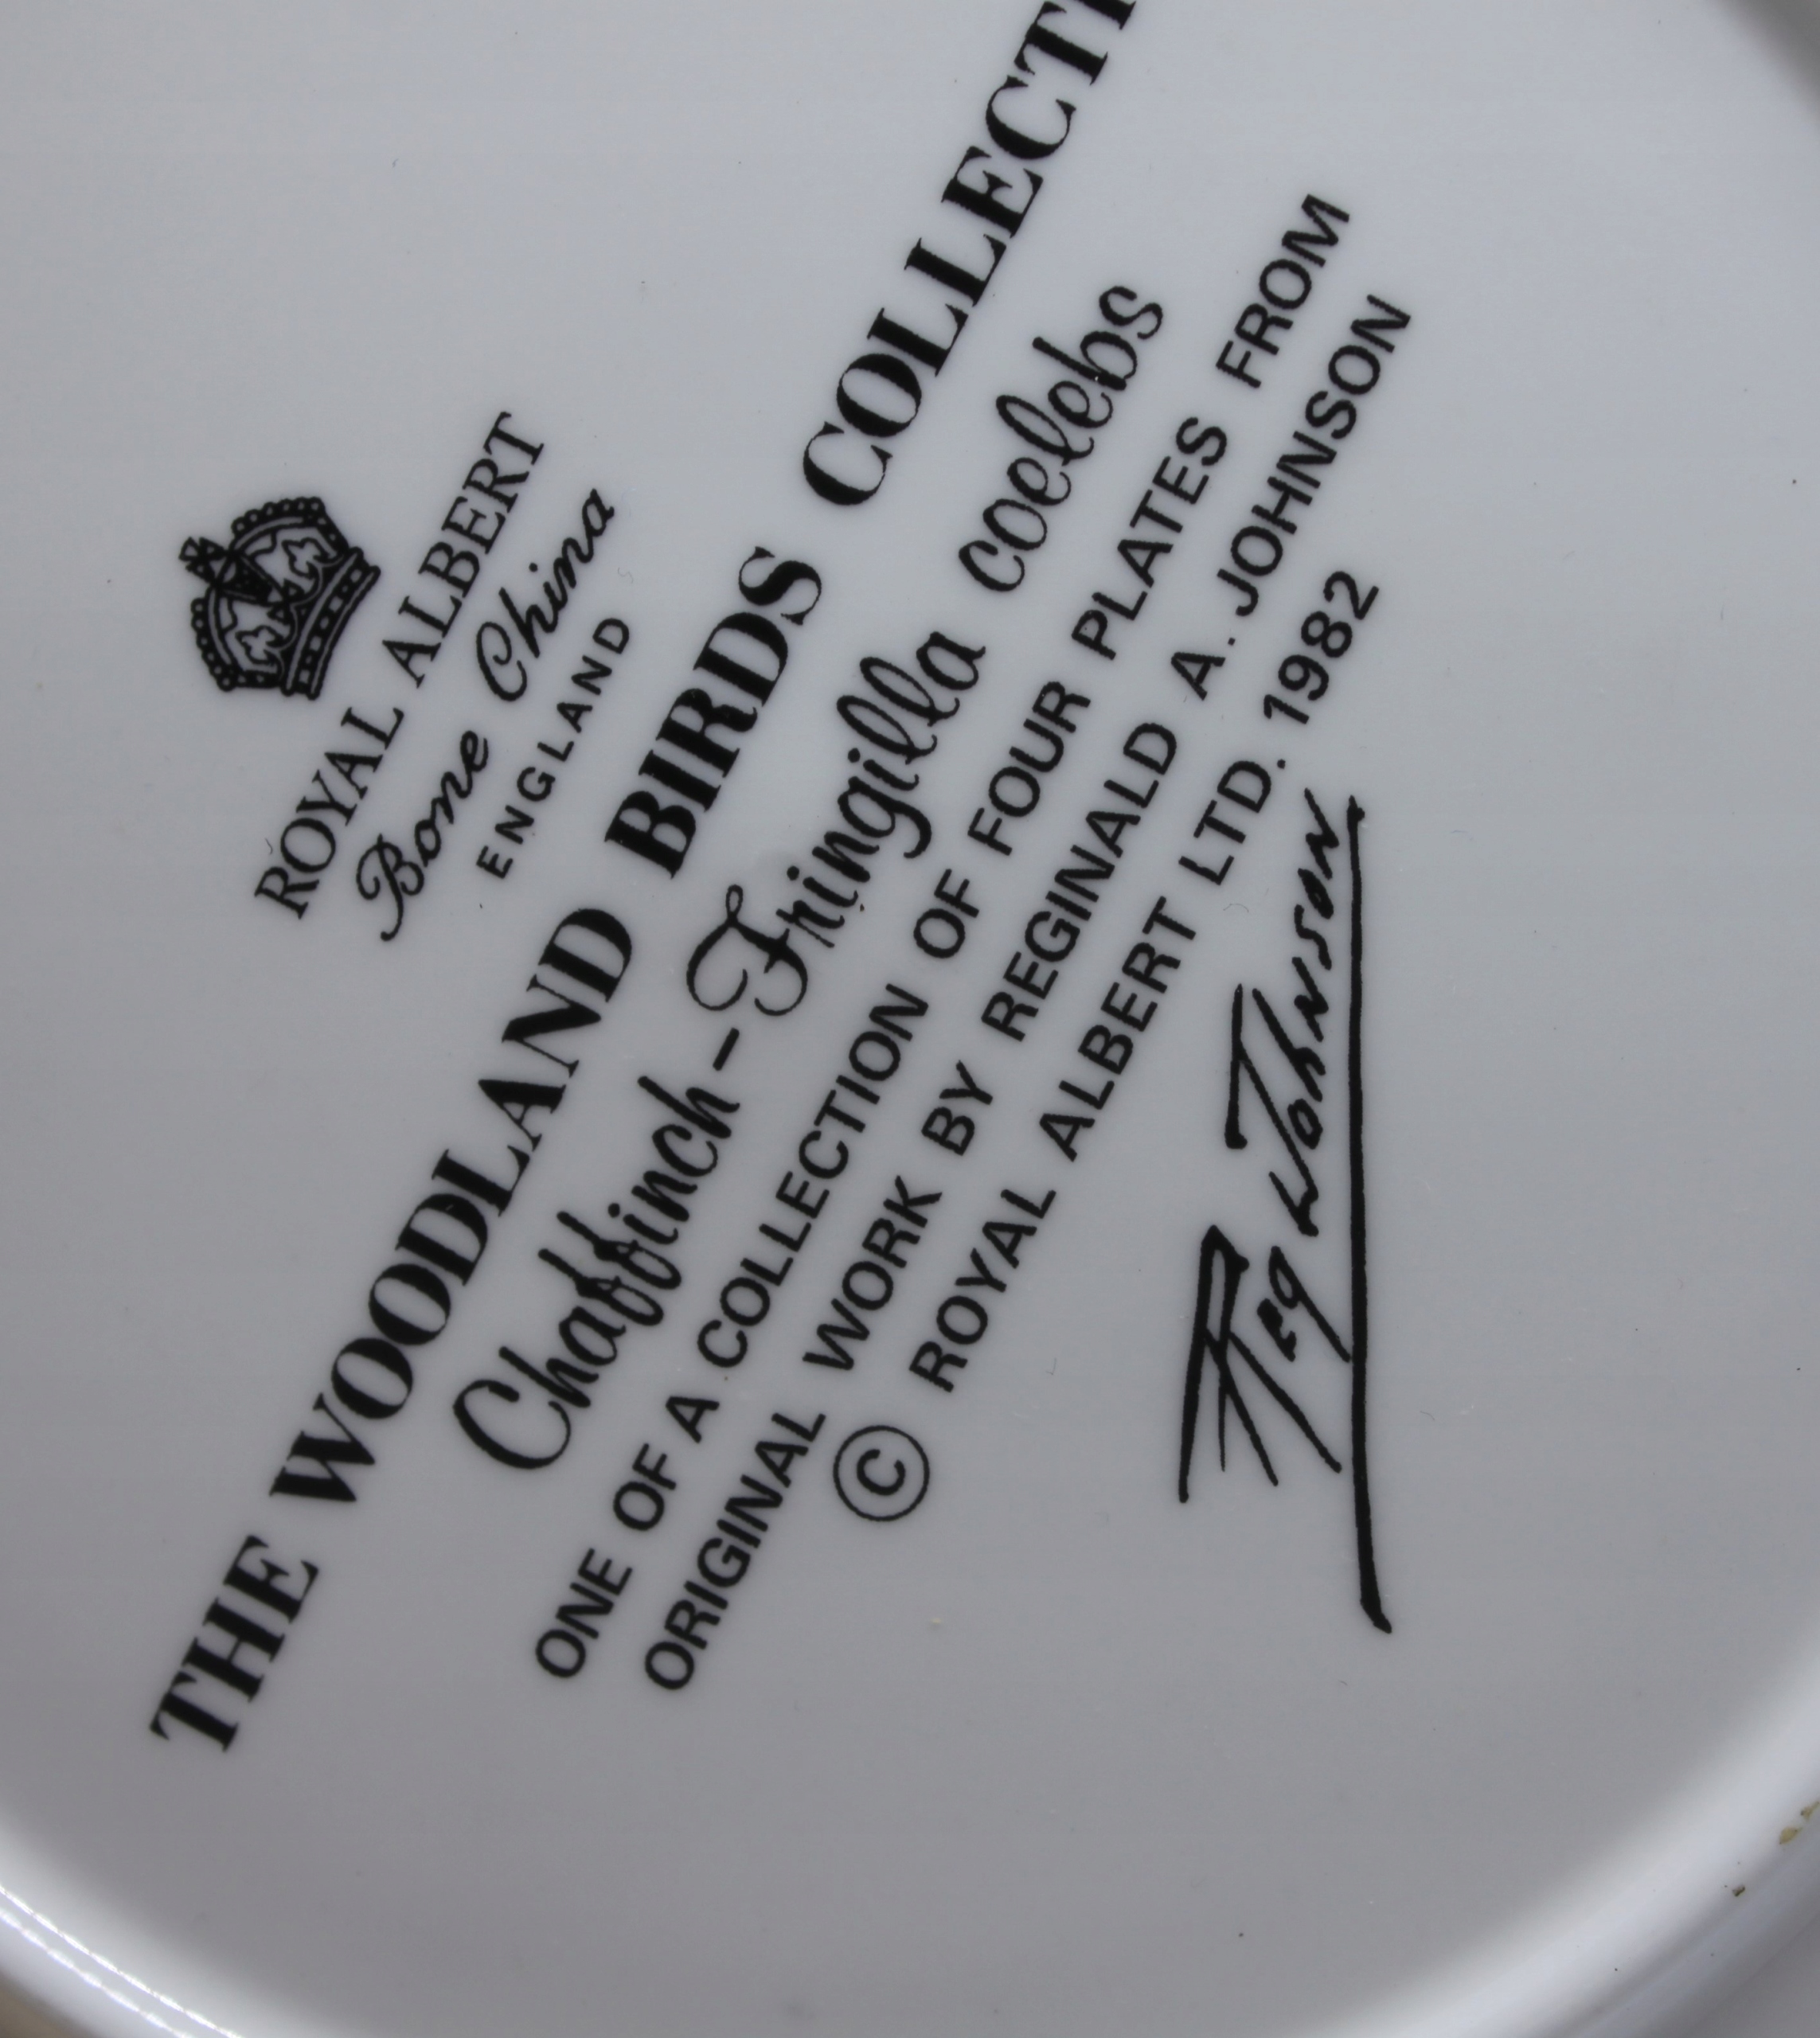 ROYAL ALBERT
Bone China
ENGLAND
THE WOODLAND BIRDS COLLECTI
Chaffinch - Fringilla coelebs
ONE OF A COLLECTION OF FOUR PLATES FROM
ORIGINAL WORK BY REGINALD A. JOHNSON
© ROYAL ALBERT LTD. 1982
Reg Johnson